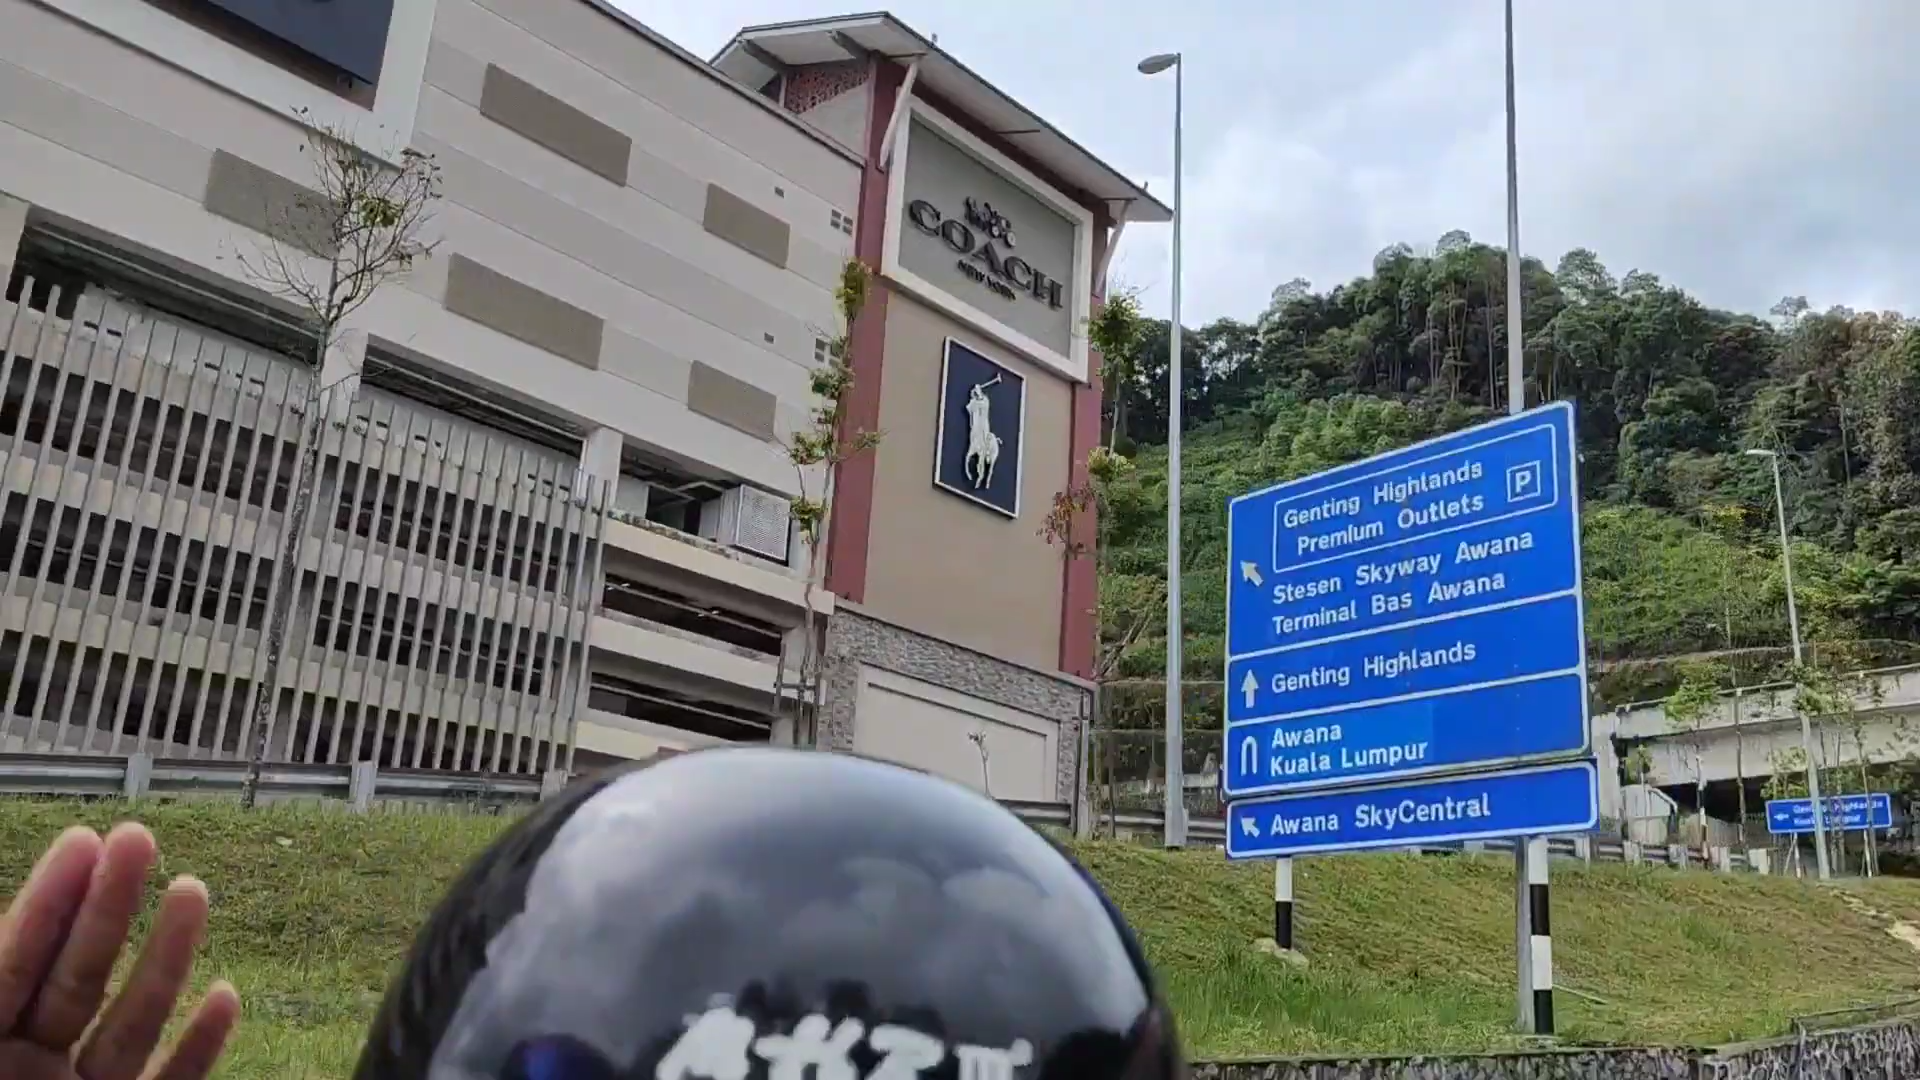 COACH
NEW YORK
Genting Highlands
Premium Outlets
P
Stesen Skyway Awana
Terminal Bas Awana
Genting Highlands
Awana
Kuala Lumpur
Awana SkyCentral